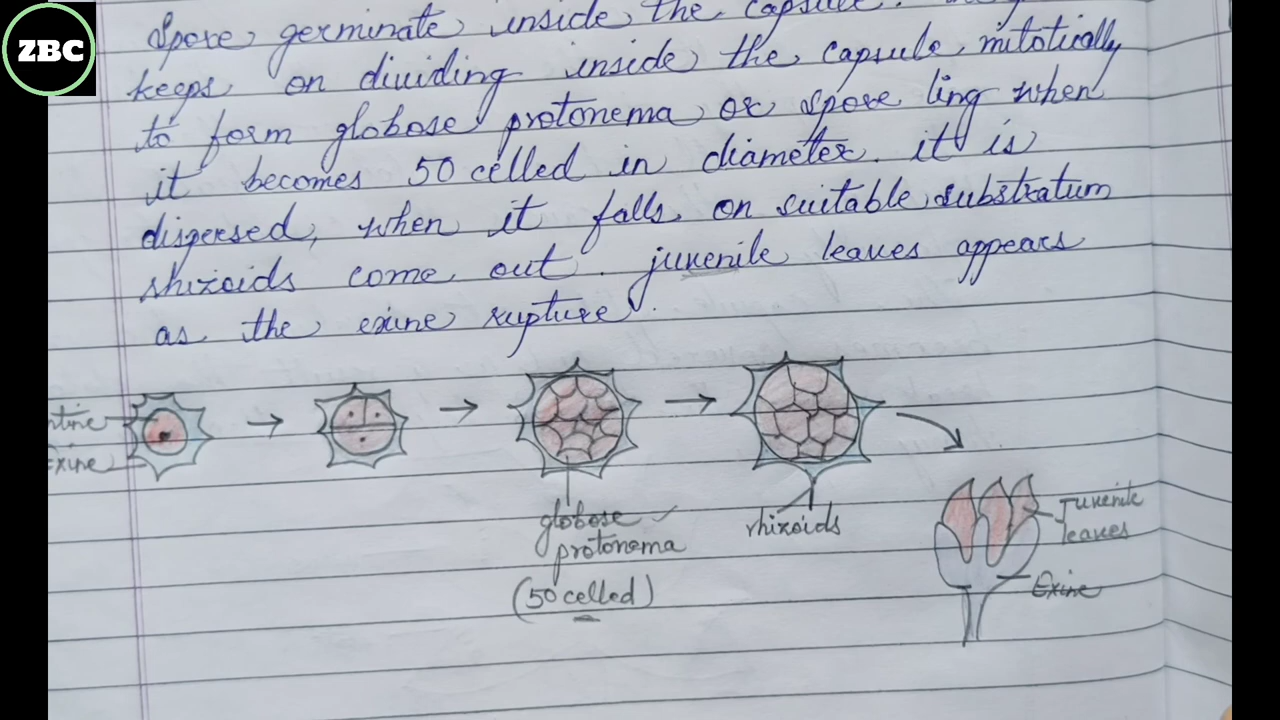 ZBC
Spore germinate inside the capsule.
keeps on dividing inside the capsule mitotically
to form globose protonema or spore ling when
it becomes 50 celled in diameter. it is
dispersed, when it falls on suitable substratum
rhizoids come out. juvenile leaves appears
as the exine rupture.
ntine
Exine
globose
protonema
(50 celled)
rhizoids
Juvenile
leaves
Exine